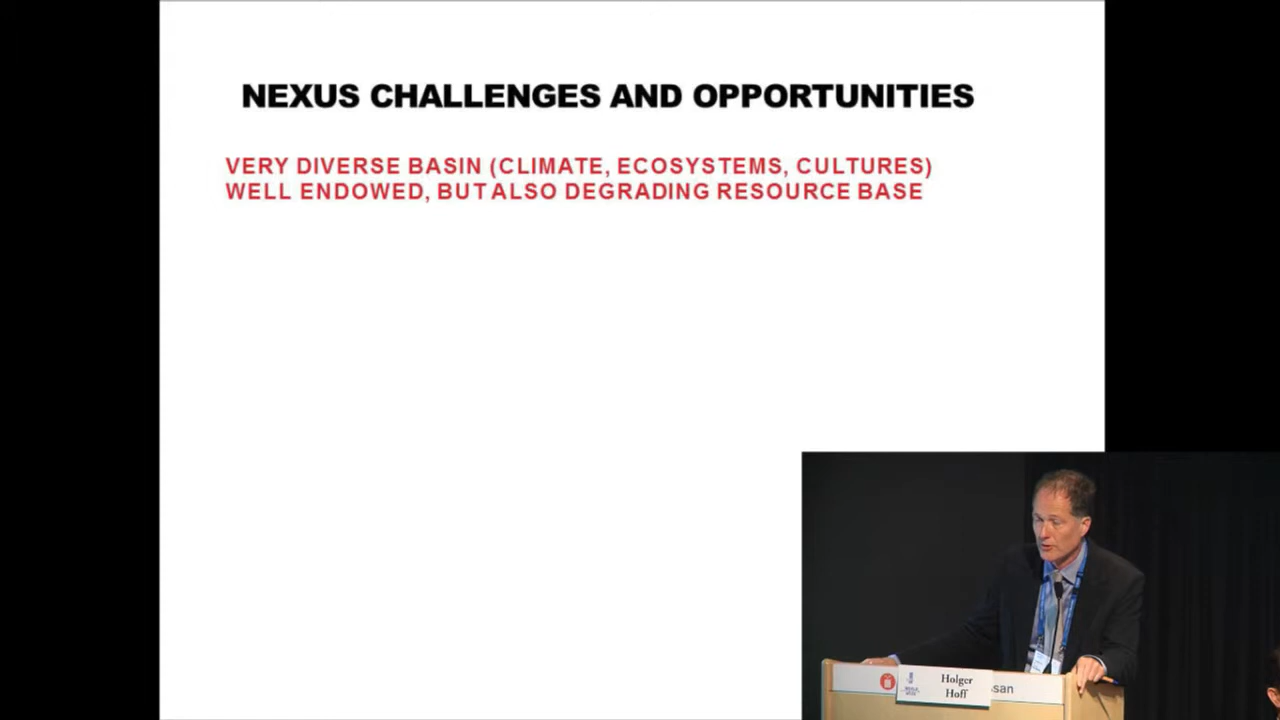 NEXUS CHALLENGES AND OPPORTUNITIES
VERY DIVERSE BASIN (CLIMATE, ECOSYSTEMS, CULTURES)
WELL ENDOWED, BUT ALSO DEGRADING RESOURCE BASE
Holger
Hoff
ssan